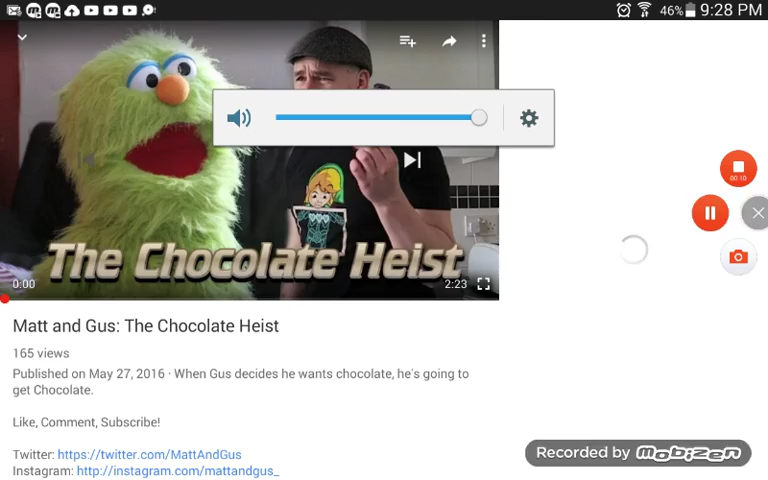 46% 9:28 PM
The Chocolate Heist
00:10
0:00 2:23
Matt and Gus: The Chocolate Heist
165 views
Published on May 27, 2016 · When Gus decides he wants chocolate, he's going to
get Chocolate.
Like, Comment, Subscribe!
Twitter: https://twitter.com/MattAndGus
Instagram: http://instagram.com/mattandgus_
Recorded by mobizen